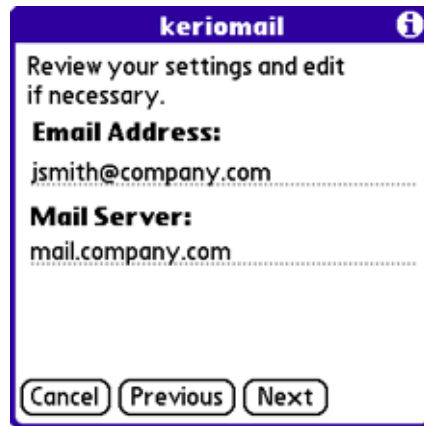 keriomail
Review your settings and edit
if necessary.
Email Address:
jsmith@company.com
Mail Server:
mail.company.com
Cancel Previous Next